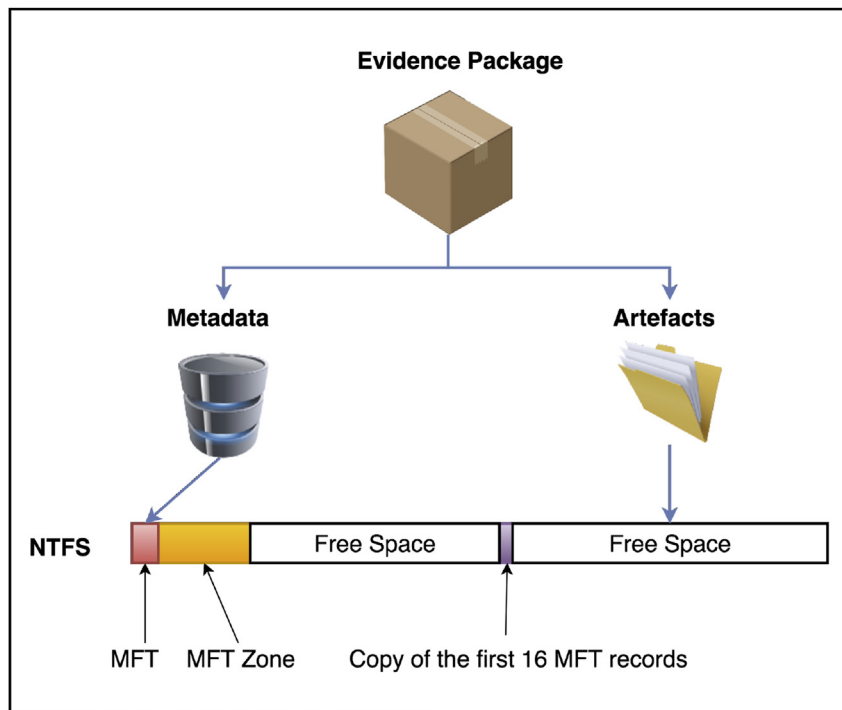 Evidence Package
Metadata
Artefacts
NTFS
Free Space
Free Space
MFT
MFT Zone
Copy of the first 16 MFT records